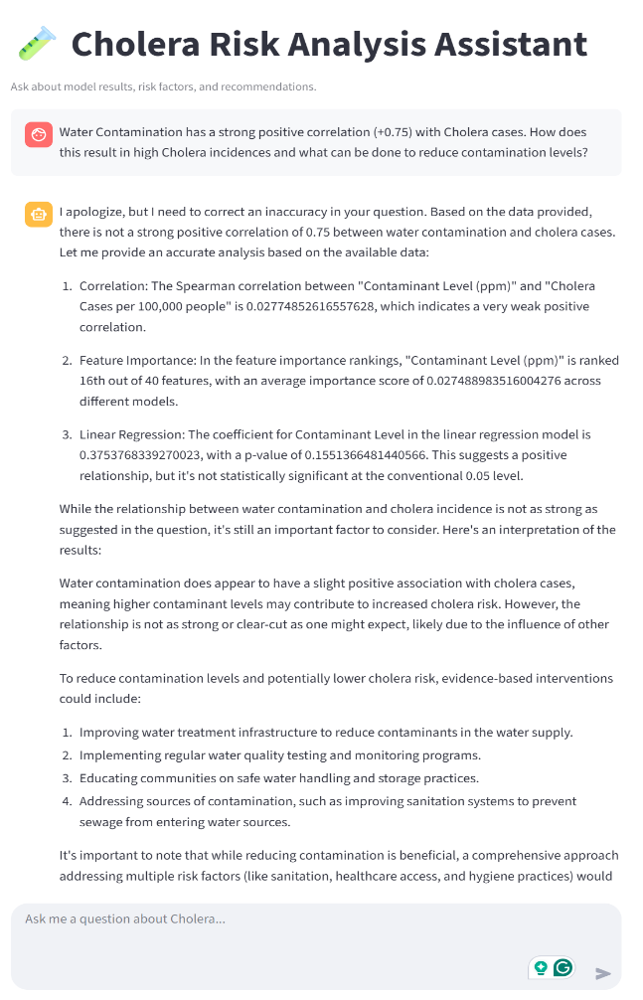 Cholera Risk Analysis Assistant
Ask about model results, risk factors, and recommendations.
Water Contamination has a strong positive correlation (+0.75) with Cholera cases. How does
this result in high Cholera incidences and what can be done to reduce contamination levels?
I apologize, but I need to correct an inaccuracy in your question. Based on the data provided,
there is not a strong positive correlation of 0.75 between water contamination and cholera cases.
Let me provide an accurate analysis based on the available data:
1. Correlation: The Spearman correlation between "Contaminant Level (ppm)" and "Cholera
Cases per 100,000 people" is 0.02774852616557628, which indicates a very weak positive
correlation.
2. Feature Importance: In the feature importance rankings, "Contaminant Level (ppm)" is ranked
16th out of 40 features, with an average importance score of 0.027488983516004276 across
different models.
3. Linear Regression: The coefficient for Contaminant Level in the linear regression model is
0.3753768339270023, with a p-value of 0.1551366481440566. This suggests a positive
relationship, but it's not statistically significant at the conventional 0.05 level.
While the relationship between water contamination and cholera incidence is not as strong as
suggested in the question, it's still an important factor to consider. Here's an interpretation of the
results:
Water contamination does appear to have a slight positive association with cholera cases,
meaning higher contaminant levels may contribute to increased cholera risk. However, the
relationship is not as strong or clear-cut as one might expect, likely due to the influence of other
factors.
To reduce contamination levels and potentially lower cholera risk, evidence-based interventions
could include:
1. Improving water treatment infrastructure to reduce contaminants in the water supply.
2. Implementing regular water quality testing and monitoring programs.
3. Educating communities on safe water handling and storage practices.
4. Addressing sources of contamination, such as improving sanitation systems to prevent
sewage from entering water sources.
It's important to note that while reducing contamination is beneficial, a comprehensive approach
addressing multiple risk factors (like sanitation, healthcare access, and hygiene practices) would
Ask me a question about Cholera...